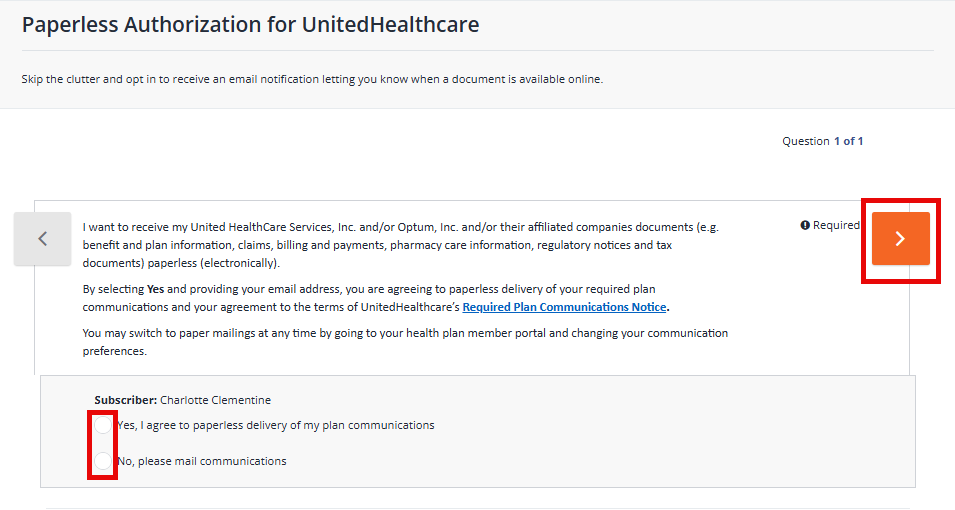 Paperless Authorization for UnitedHealthcare
Skip the clutter and opt in to receive an email notification letting you know when a document is available online.
Question 1 of 1
I want to receive my United HealthCare Services, Inc. and/or Optum, Inc. and/or their affiliated companies documents (e.g.
benefit and plan information, claims, billing and payments, pharmacy care information, regulatory notices and tax
documents) paperless (electronically).
Required
By selecting Yes and providing your email address, you are agreeing to paperless delivery of your required plan
communications and your agreement to the terms of UnitedHealthcare’s Required Plan Communications Notice.
You may switch to paper mailings at any time by going to your health plan member portal and changing your communication
preferences.
Subscriber: Charlotte Clementine
Yes, I agree to paperless delivery of my plan communications
No, please mail communications